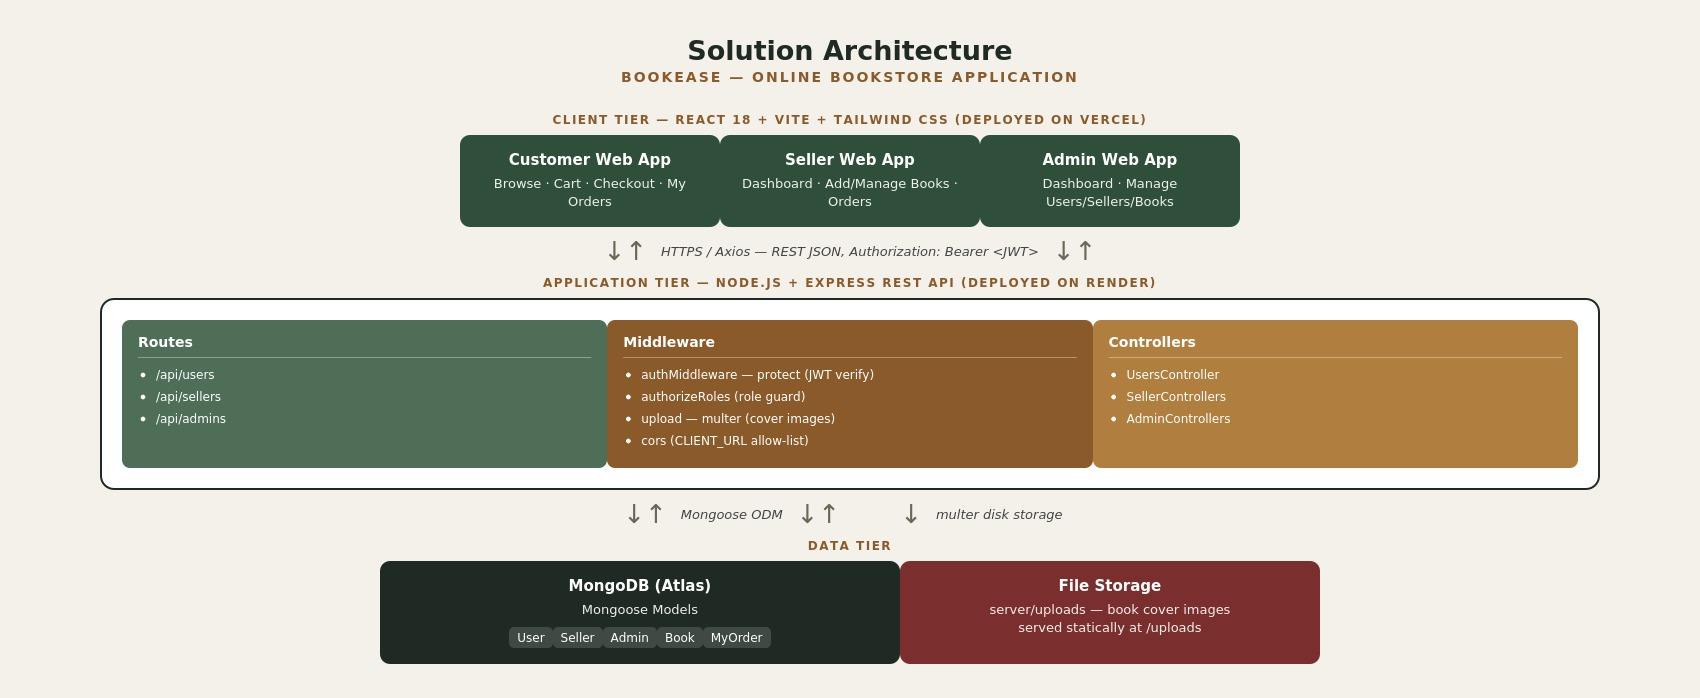 Solution Architecture
BOOKEASE — ONLINE BOOKSTORE APPLICATION
CLIENT TIER — REACT 18 + VITE + TAILWIND CSS (DEPLOYED ON VERCEL)
Customer Web App
Browse · Cart · Checkout · My
Orders
Seller Web App
Dashboard · Add/Manage Books ·
Orders
Admin Web App
Dashboard · Manage
Users/Sellers/Books
↓↑ HTTPS / Axios — REST JSON, Authorization: Bearer <JWT> ↓↑
APPLICATION TIER — NODE.JS + EXPRESS REST API (DEPLOYED ON RENDER)
Routes
• /api/users
• /api/sellers
• /api/admins
Middleware
• authMiddleware — protect (JWT verify)
• authorizeRoles (role guard)
• upload — multer (cover images)
• cors (CLIENT_URL allow-list)
Controllers
• UsersController
• SellerControllers
• AdminControllers
↓↑ Mongoose ODM ↓↑ ↓ multer disk storage
DATA TIER
MongoDB (Atlas)
Mongoose Models
User Seller Admin Book MyOrder
File Storage
server/uploads — book cover images
served statically at /uploads